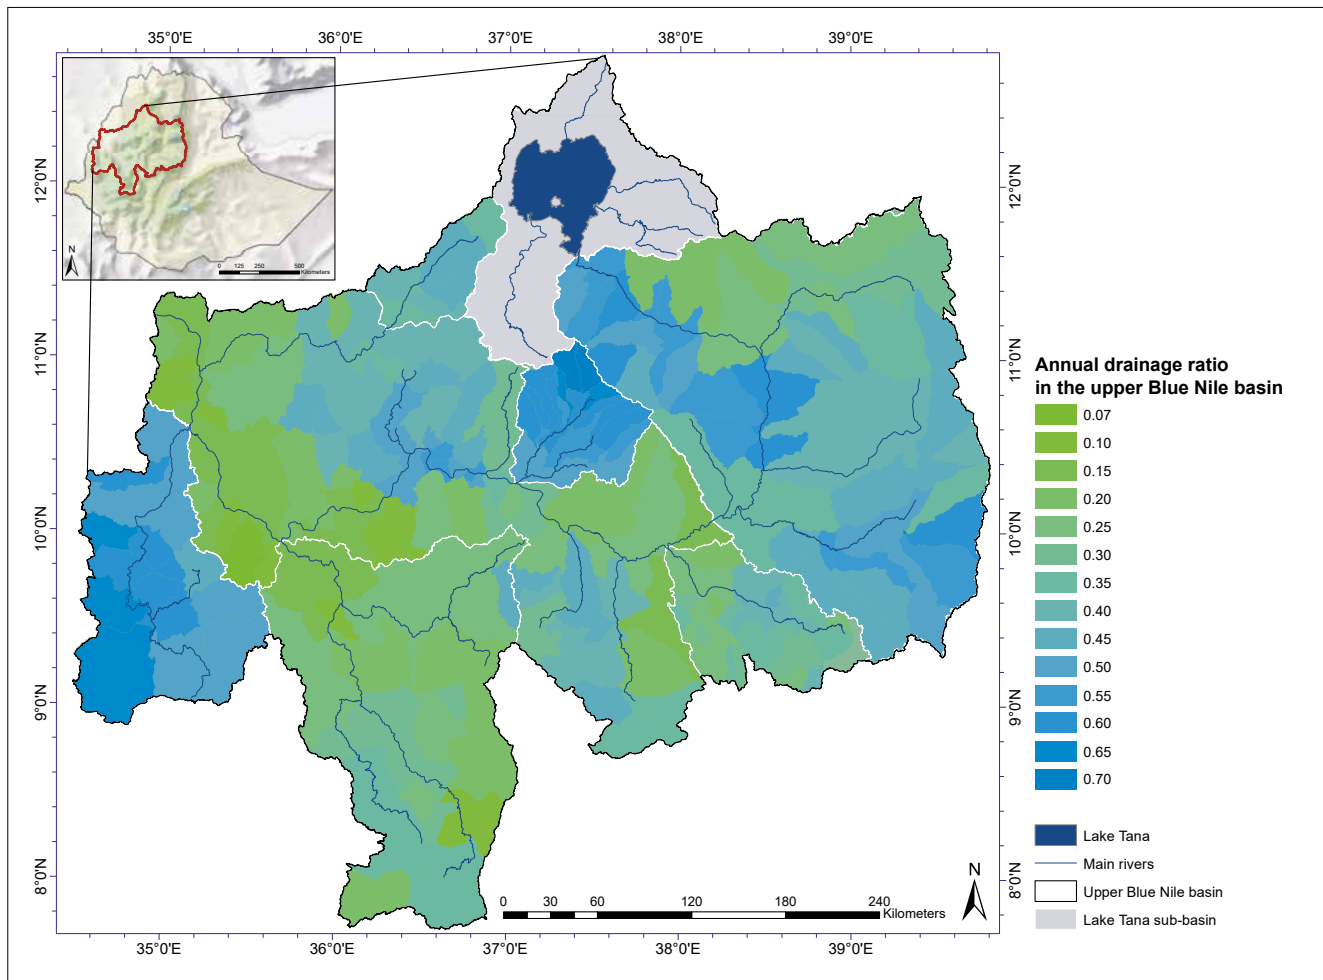 35°0'E 36°0'E 37°0'E 38°0'E 39°0'E
N
0 125 250 500
Kilometers
12°0'N
12°0'N
11°0'N
11°0'N
10°0'N
10°0'N
9°0'N
9°0'N
8°0'N
8°0'N
Annual drainage ratio
in the upper Blue Nile basin
0.07
0.10
0.15
0.20
0.25
0.30
0.35
0.40
0.45
0.50
0.55
0.60
0.65
0.70
Lake Tana
Main rivers
Upper Blue Nile basin
Lake Tana sub-basin
N
0 30 60 120 180 240
Kilometers
35°0'E 36°0'E 37°0'E 38°0'E 39°0'E